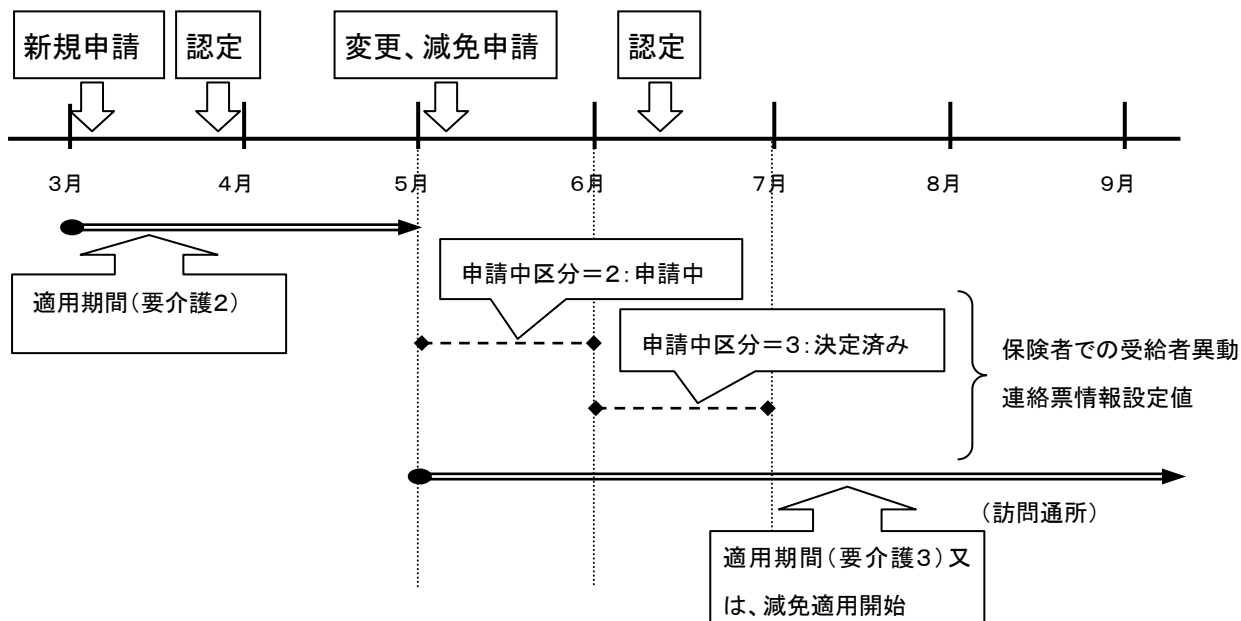 新規申請
認定
変更、減免申請
認定
3月
4月
5月
6月
7月
8月
9月
適用期間(要介護2)
申請中区分=2:申請中
申請中区分=3:決定済み
保険者での受給者異動
連絡票情報設定値
(訪問通所)
適用期間(要介護3)又
は、減免適用開始